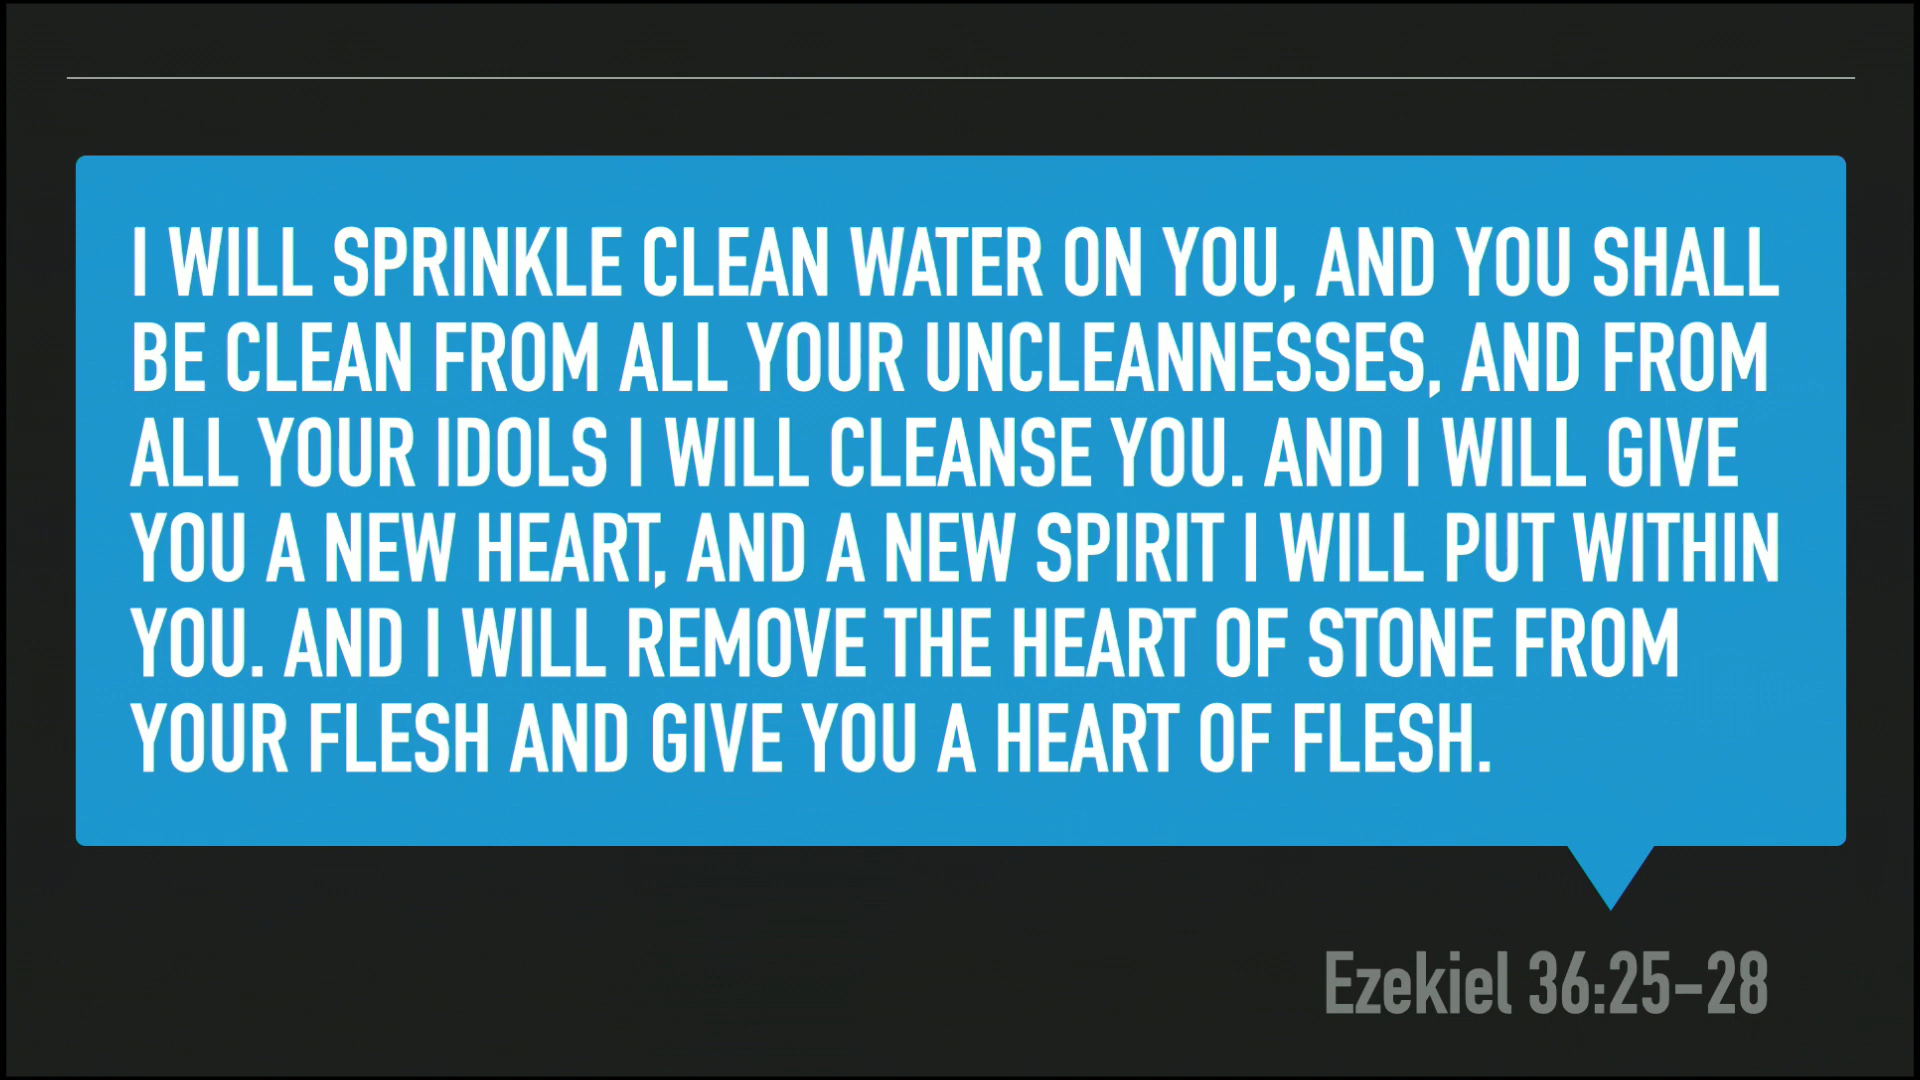 I WILL SPRINKLE CLEAN WATER ON YOU, AND YOU SHALL
BE CLEAN FROM ALL YOUR UNCLEANNESSES, AND FROM
ALL YOUR IDOLS I WILL CLEANSE YOU. AND I WILL GIVE
YOU A NEW HEART, AND A NEW SPIRIT I WILL PUT WITHIN
YOU. AND I WILL REMOVE THE HEART OF STONE FROM
YOUR FLESH AND GIVE YOU A HEART OF FLESH.
Ezekiel 36:25–28